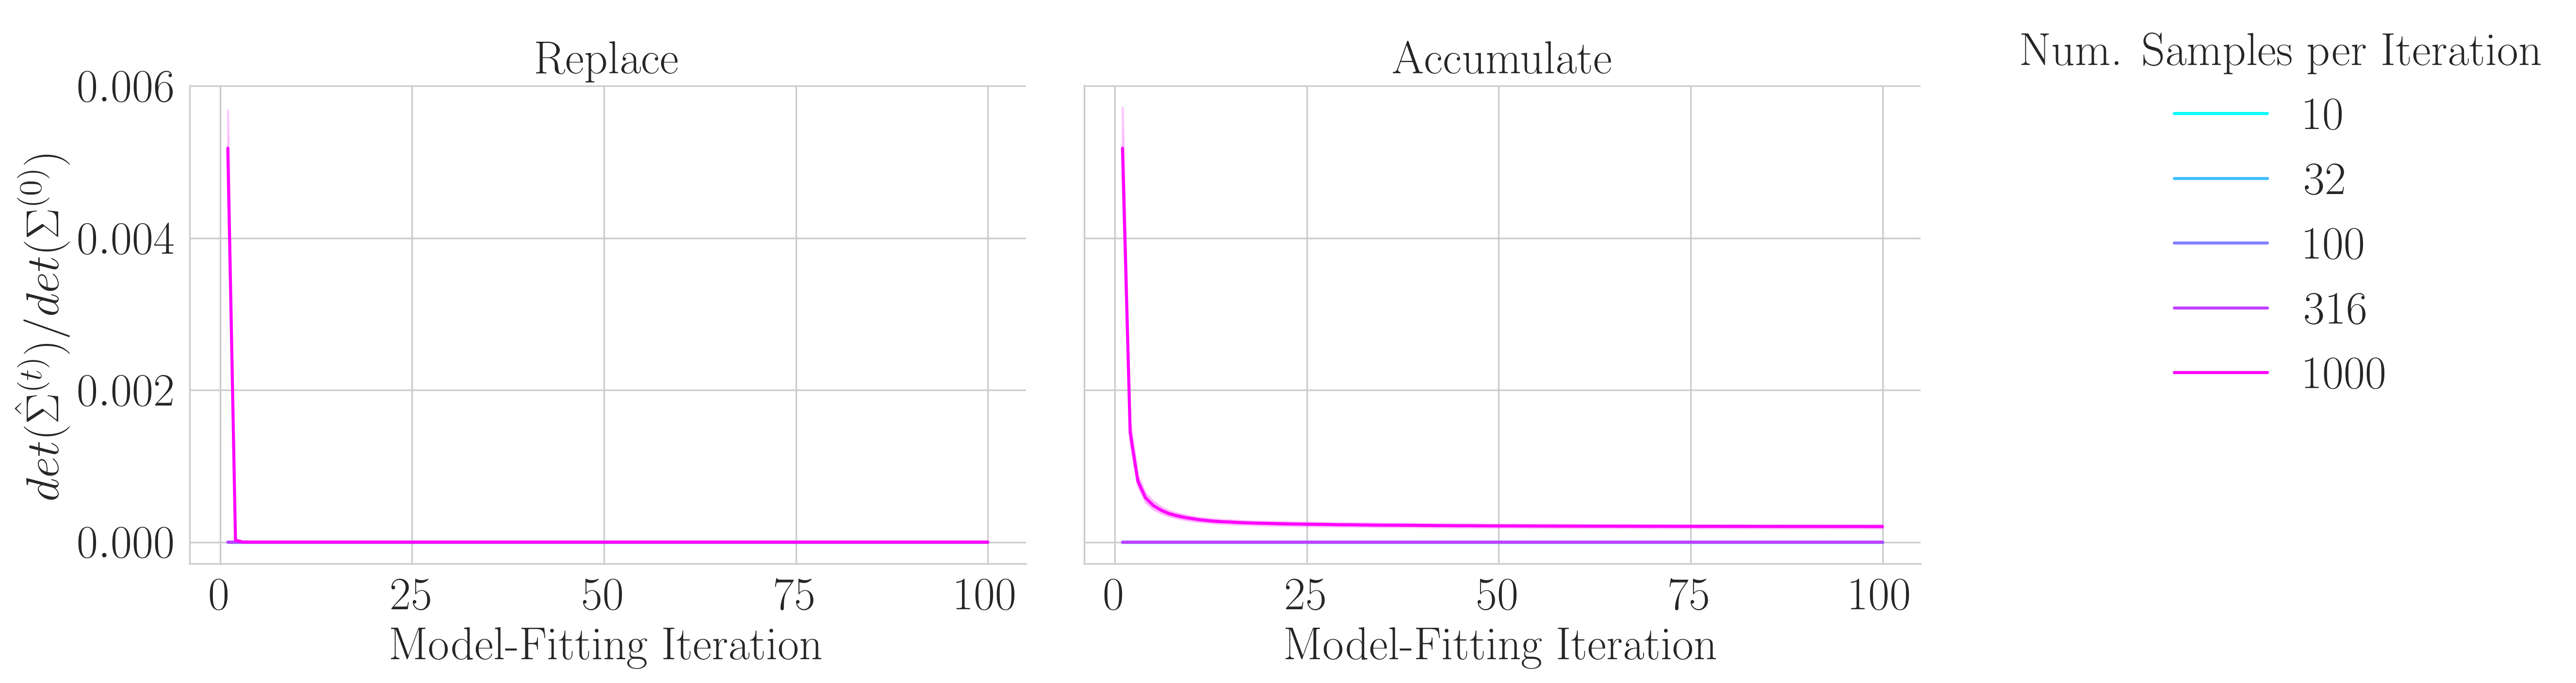 Replace
Accumulate
Num. Samples per Iteration
10
32
100
316
1000
det(Σ̂^(t))/det(Σ^(0))
0.006
0.004
0.002
0.000
0 25 50 75 100
0 25 50 75 100
Model-Fitting Iteration
Model-Fitting Iteration